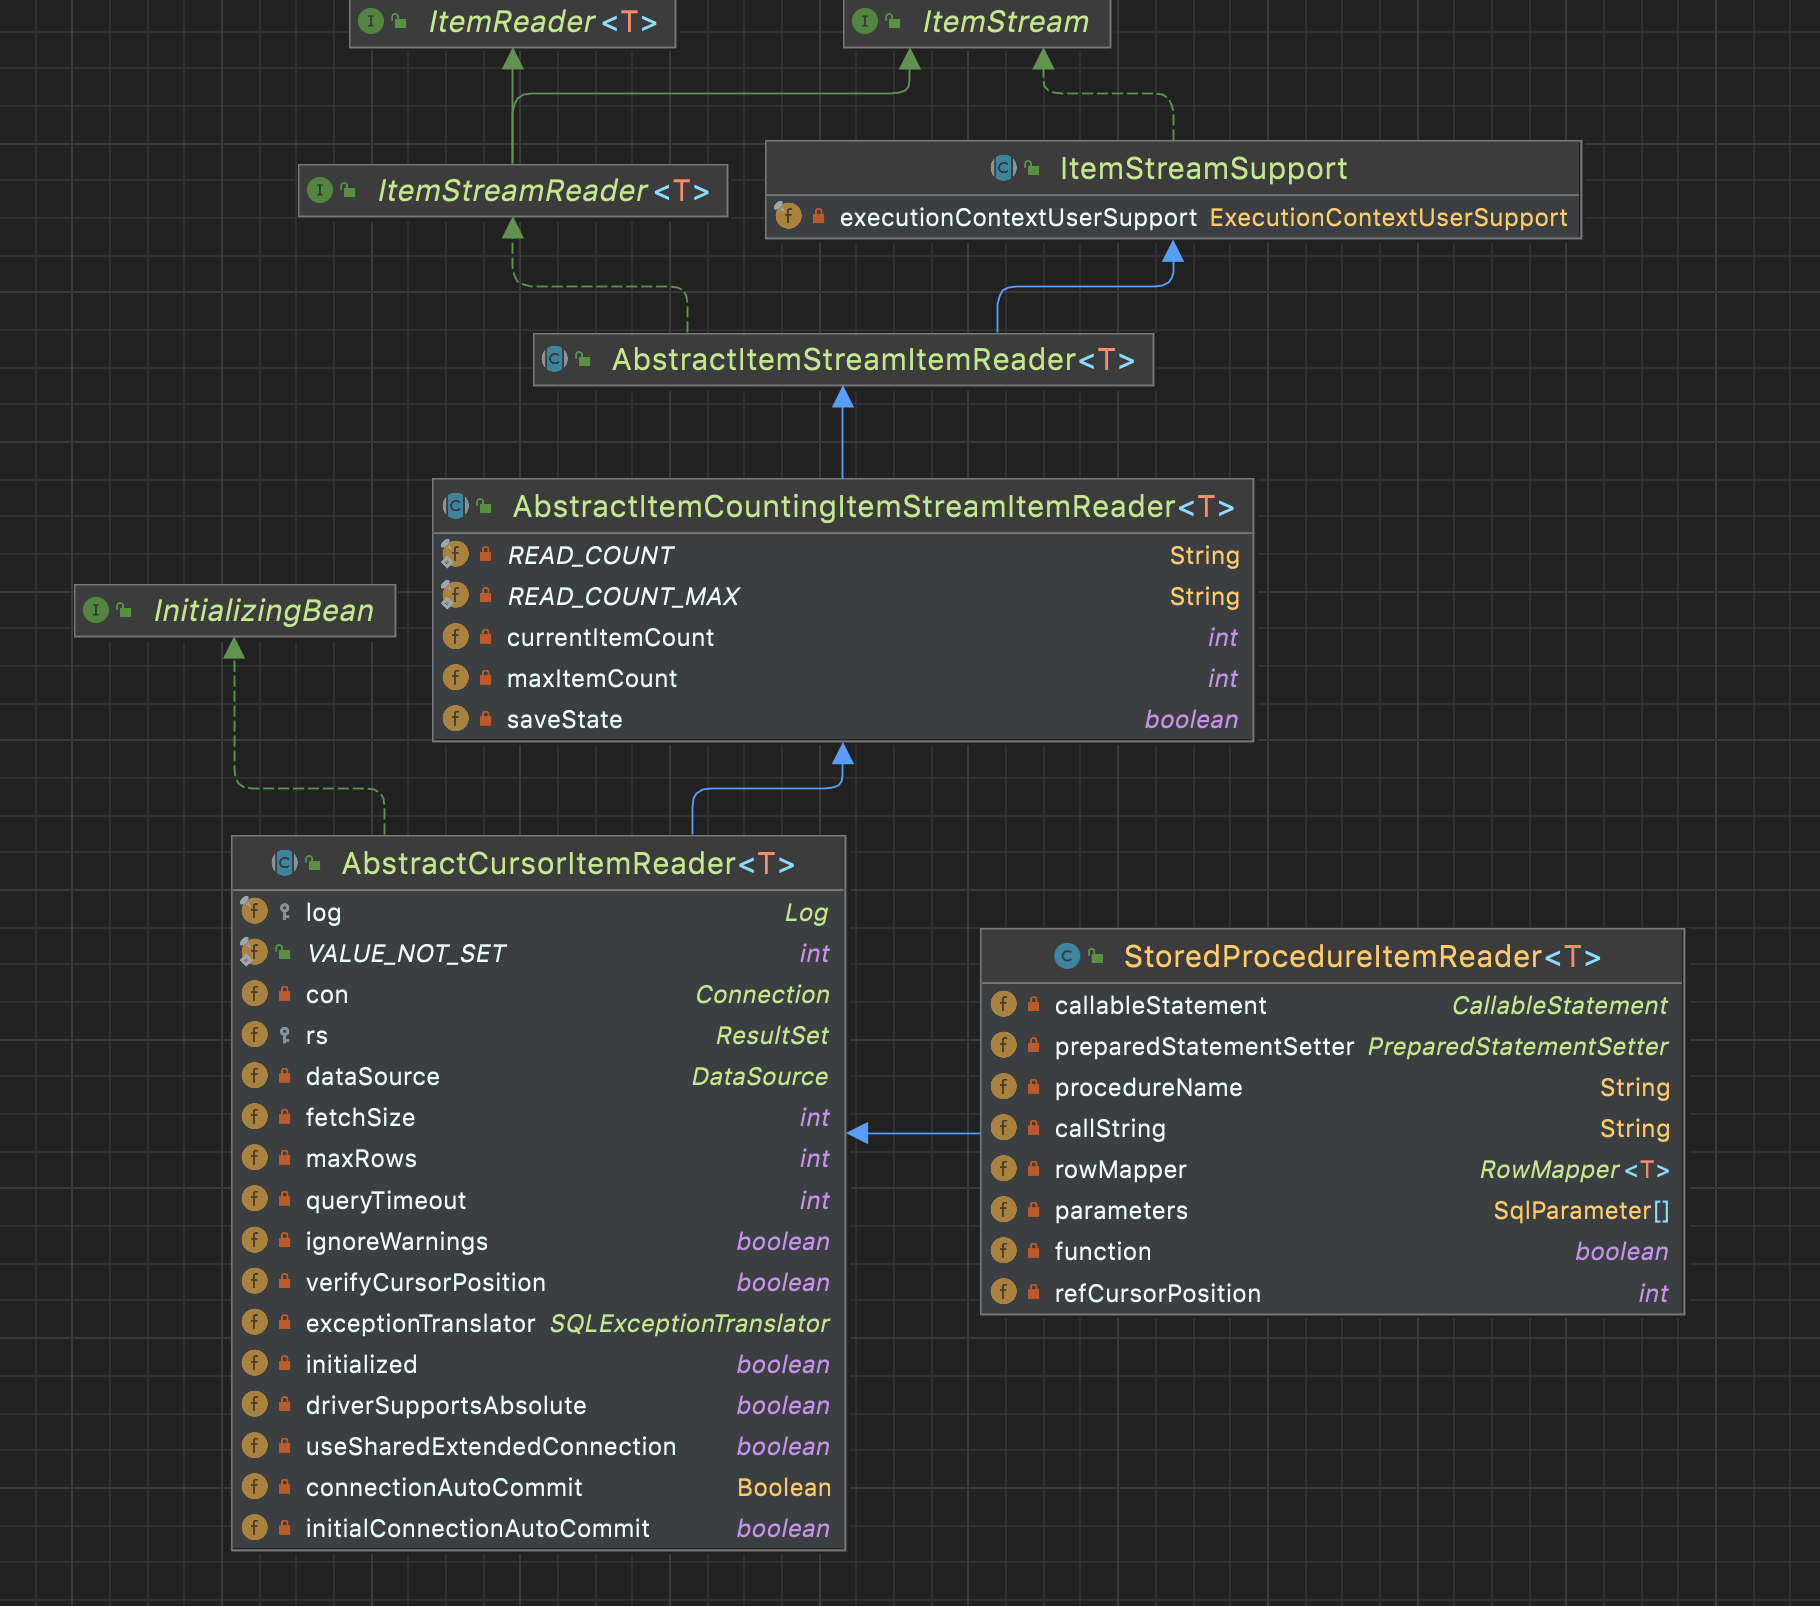 ItemReader<T>
ItemStream
ItemStreamReader<T>
ItemStreamSupport
executionContextUserSupport ExecutionContextUserSupport
AbstractItemStreamItemReader<T>
AbstractItemCountingItemStreamItemReader<T>
READ_COUNT String
READ_COUNT_MAX String
currentItemCount int
maxItemCount int
saveState boolean
InitializingBean
AbstractCursorItemReader<T>
log Log
VALUE_NOT_SET int
con Connection
rs ResultSet
dataSource DataSource
fetchSize int
maxRows int
queryTimeout int
ignoreWarnings boolean
verifyCursorPosition boolean
exceptionTranslator SQLExceptionTranslator
initialized boolean
driverSupportsAbsolute boolean
useSharedExtendedConnection boolean
connectionAutoCommit Boolean
initialConnectionAutoCommit boolean
StoredProcedureItemReader<T>
callableStatement CallableStatement
preparedStatementSetter PreparedStatementSetter
procedureName String
callString String
rowMapper RowMapper<T>
parameters SqlParameter[]
function boolean
refCursorPosition int